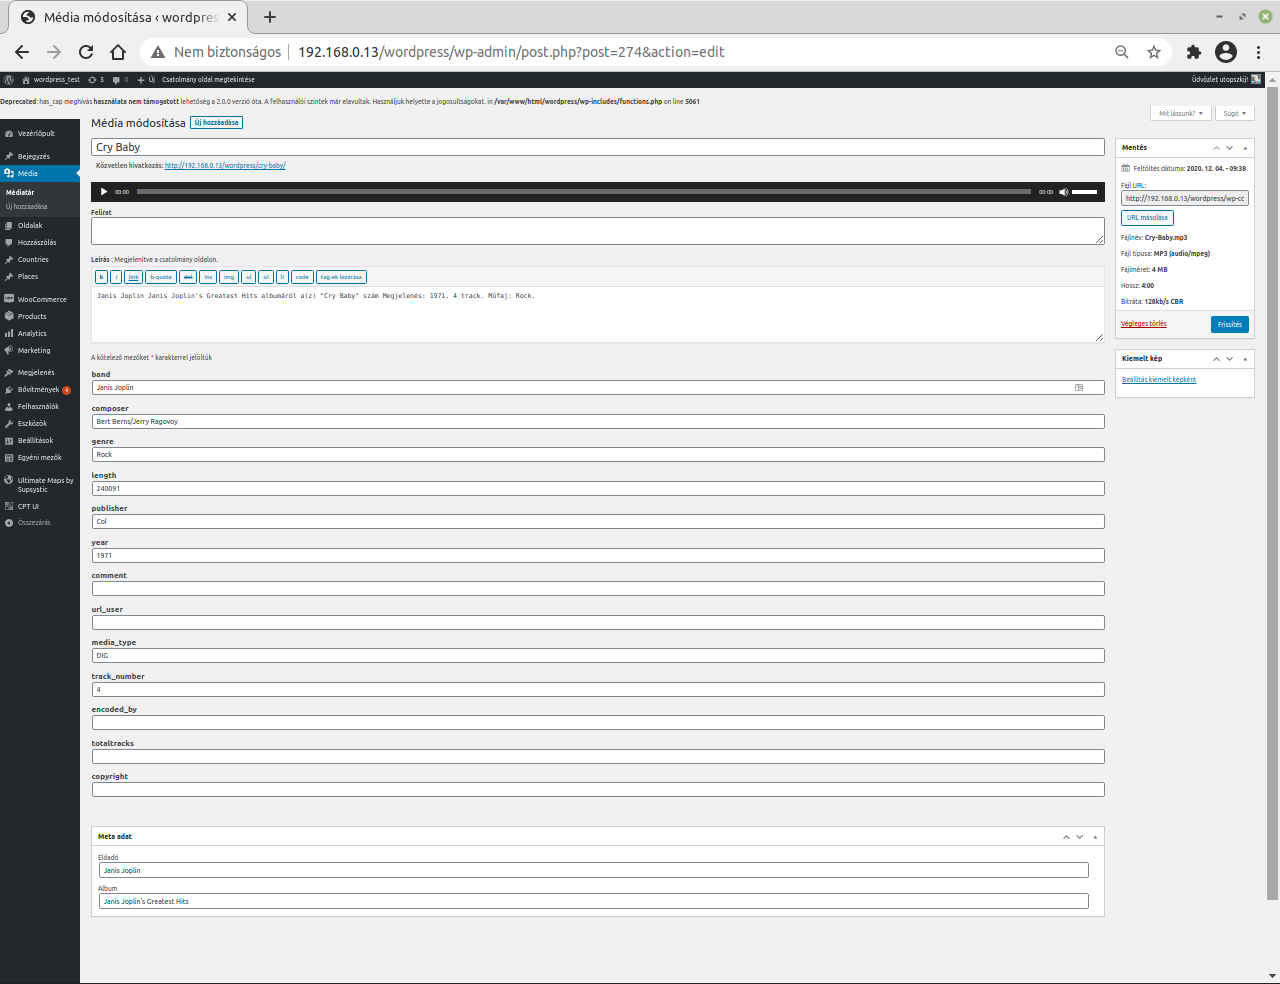 Média módosítása ‹ wordpres
Nem biztonságos
192.168.0.13/wordpress/wp-admin/post.php?post=274&action=edit
wordpress_test 5 0 Új Csatolmány oldal megtekintése
Üdvözlet utopszkij!
Deprecated: has_cap meghívás használata nem támogatott lehetőség a 2.0.0 verzió óta. A felhasználói szintek már elavultak. Használjuk helyette a jogosultságokat. in /var/www/html/wordpress/wp-includes/functions.php on line 5061
Mit lássunk?
Súgó
Vezérlőpult
Bejegyzés
Média
Médiatár
Új hozzáadása
Oldalak
Hozzászólás
Countries
Places
WooCommerce
Products
Analytics
Marketing
Megjelenés
Bővítmények 4
Felhasználók
Eszközök
Beállítások
Egyéni mezők
Ultimate Maps by
Supsystic
CPT UI
Összezárás
Média módosítása
Új hozzáadása
Cry Baby
Közvetlen hivatkozás: http://192.168.0.13/wordpress/cry-baby/
00:00
00:00
Felirat
Leírás : Megjelenítve a csatolmány oldalon.
b i link b-quote del ins img ul ol li code tag-ek lezárása
Janis Joplin Janis Joplin's Greatest Hits albumáról a(z) "Cry Baby" szám Megjelenés: 1971. 4 track. Műfaj: Rock.
A kötelező mezőket * karakterrel jelöltük
band
Janis Joplin
composer
Bert Berns/Jerry Ragovoy
genre
Rock
length
240091
publisher
Col
year
1971
comment
url_user
media_type
DIG
track_number
4
encoded_by
totaltracks
copyright
Meta adat
Előadó
Janis Joplin
Album
Janis Joplin's Greatest Hits
Mentés
Feltöltés dátuma: 2020. 12. 04. - 09:38
Fájl URL:
http://192.168.0.13/wordpress/wp-co
URL másolása
Fájlnév: Cry-Baby.mp3
Fájl típusa: MP3 (audio/mpeg)
Fájlméret: 4 MB
Hossz: 4:00
Bitráta: 128kb/s CBR
Végleges törlés
Frissítés
Kiemelt kép
Beállítás kiemelt képként